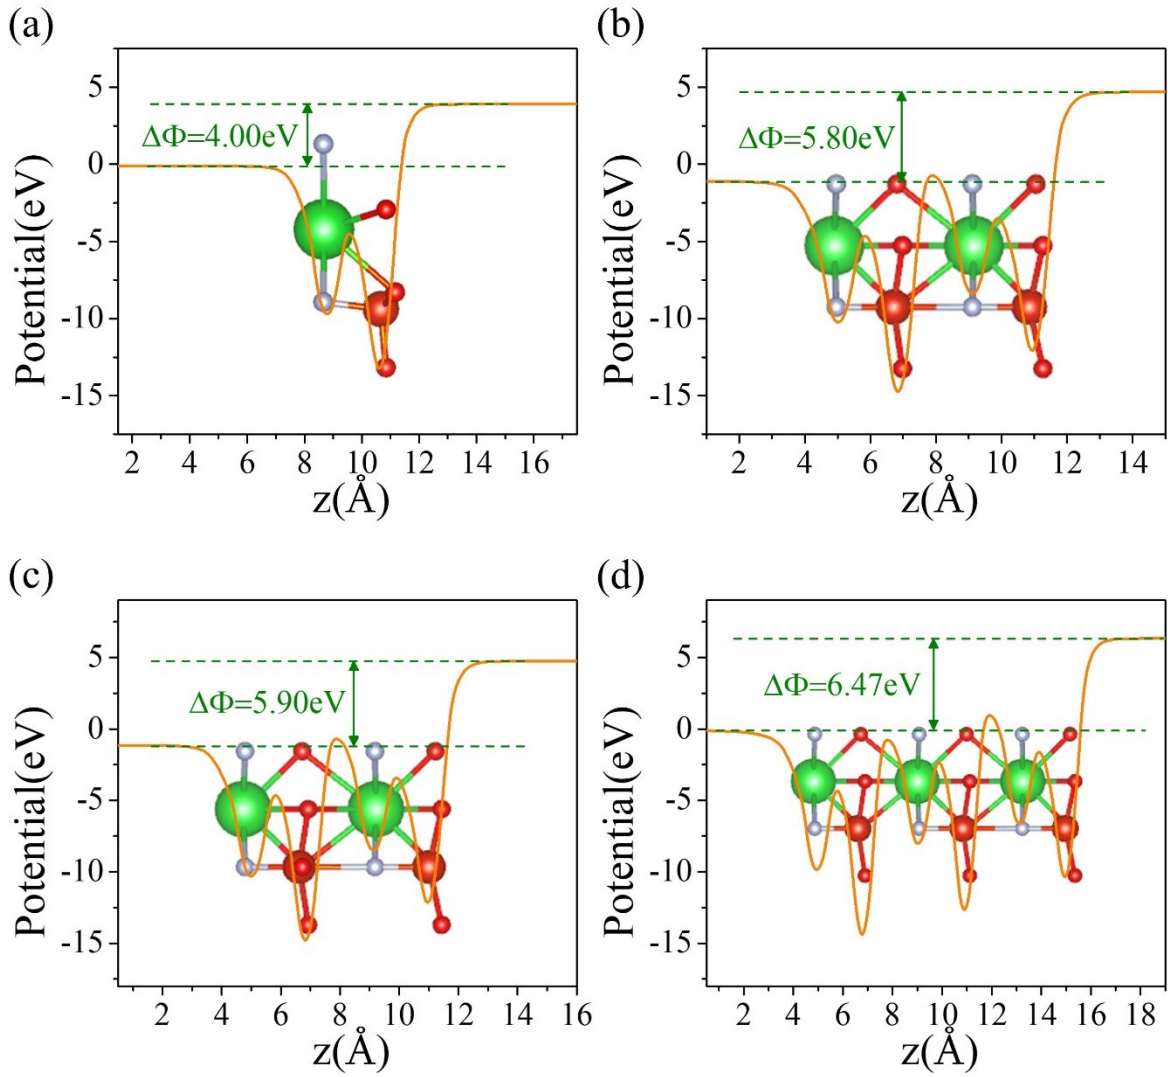 (a)
5
0
-5
-10
-15
Potential(eV)
ΔΦ=4.00eV
2 4 6 8 10 12 14 16
z(Å)
(b)
5
0
-5
-10
-15
Potential(eV)
ΔΦ=5.80eV
2 4 6 8 10 12 14
z(Å)
(c)
5
0
-5
-10
-15
Potential(eV)
ΔΦ=5.90eV
2 4 6 8 10 12 14 16
z(Å)
(d)
5
0
-5
-10
-15
Potential(eV)
ΔΦ=6.47eV
2 4 6 8 10 12 14 16 18
z(Å)